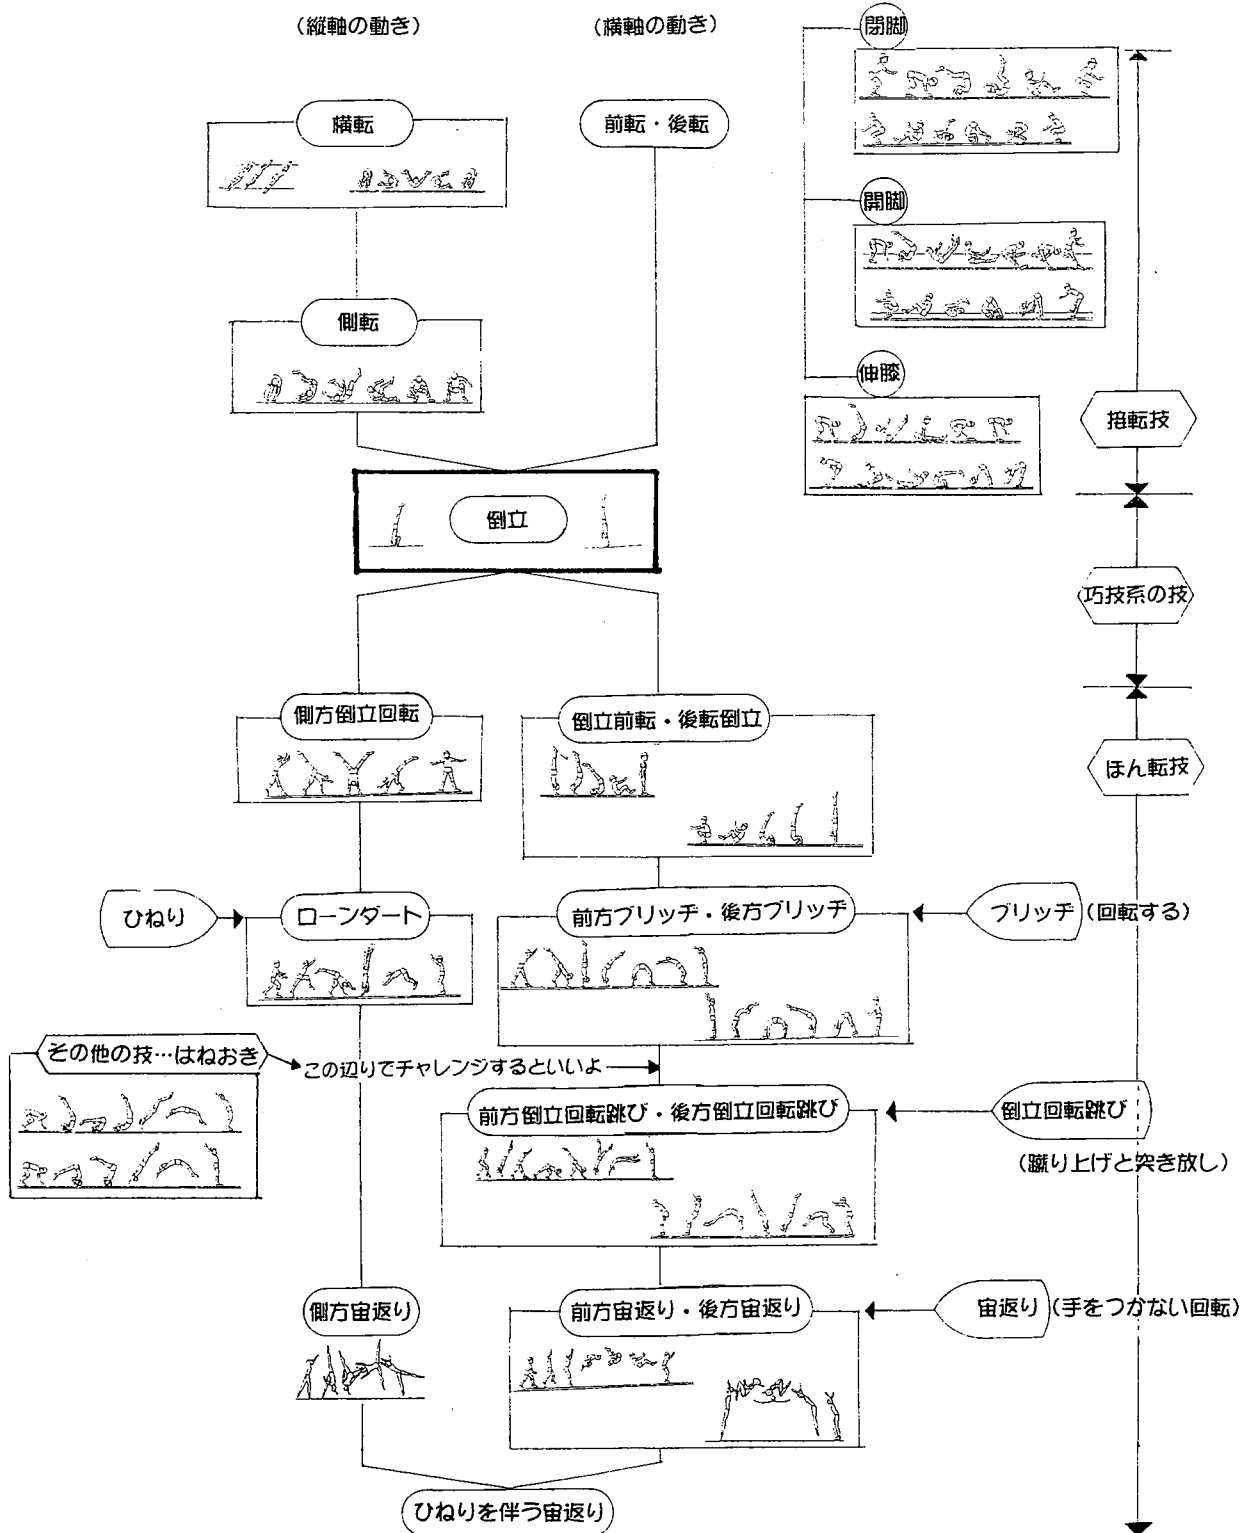 (縦軸の動き)
(横軸の動き)
閉脚
横転
前転・後転
開脚
側転
伸膝
接転技
倒立
巧技系の技
側方倒立回転
倒立前転・後転倒立
ほん転技
ひねり
ローンダート
前方ブリッヂ・後方ブリッヂ
ブリッヂ(回転する)
その他の技…はねおき
この辺りでチャレンジするといいよ
前方倒立回転跳び・後方倒立回転跳び
倒立回転跳び
(蹴り上げと突き放し)
側方宙返り
前方宙返り・後方宙返り
宙返り(手をつかない回転)
ひねりを伴う宙返り